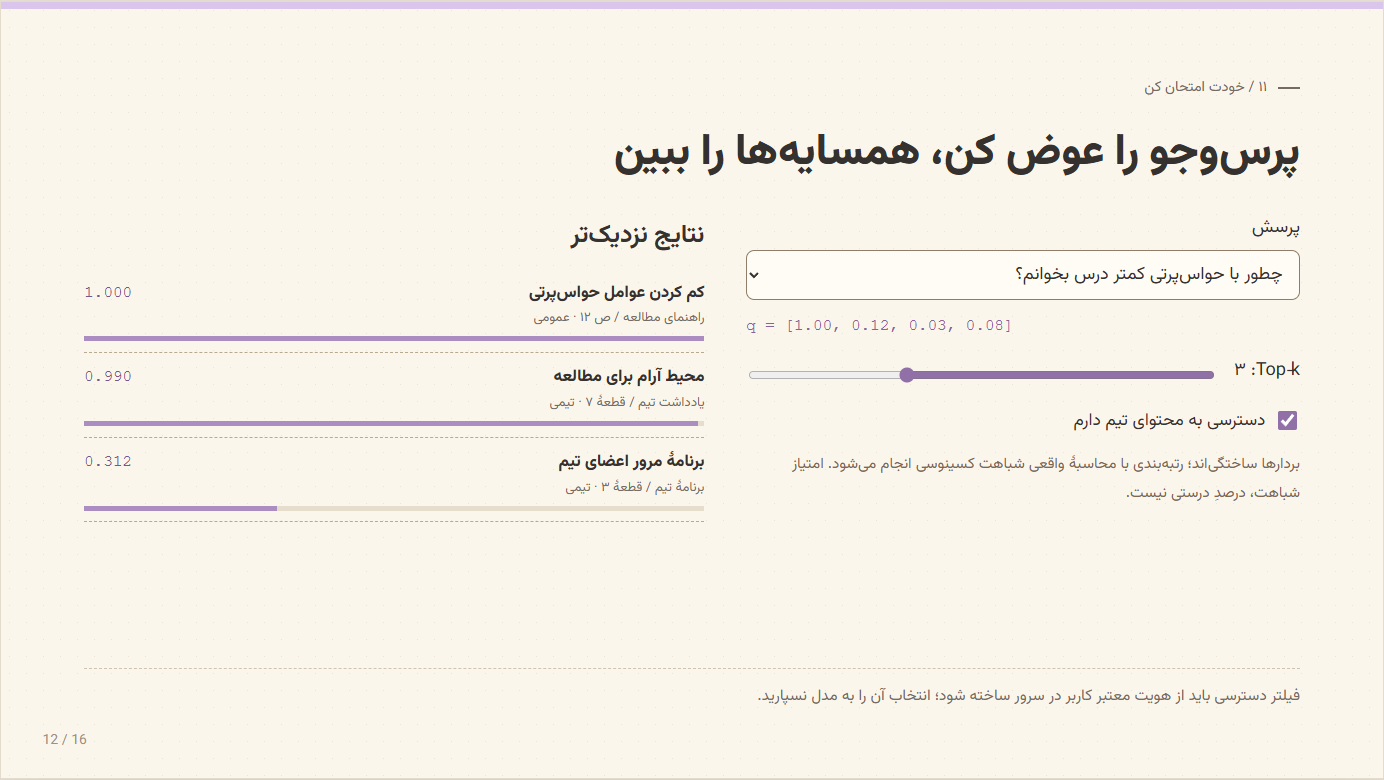 ۱۱ / خودت امتحان کن
پرس‌وجو را عوض کن، همسایه‌ها را ببین
پرسش
چطور با حواس‌پرتی کمتر درس بخوانم؟
q = [1.00, 0.12, 0.03, 0.08]
Top-k: ۳
دسترسی به محتوای تیم دارم
بردارها ساختگی‌اند؛ رتبه‌بندی با محاسبهٔ واقعی شباهت کسینوسی انجام می‌شود. امتیاز
شباهت، درصدِ درستی نیست.
نتایج نزدیک‌تر
کم کردن عوامل حواس‌پرتی 1.000
راهنمای مطالعه / ص ۱۲ · عمومی
محیط آرام برای مطالعه 0.990
یادداشت تیم / قطعهٔ ۷ · تیمی
برنامهٔ مرور اعضای تیم 0.312
برنامهٔ تیم / قطعهٔ ۳ · تیمی
فیلتر دسترسی باید از هویت معتبر کاربر در سرور ساخته شود؛ انتخاب آن را به مدل نسپارید.
12 / 16